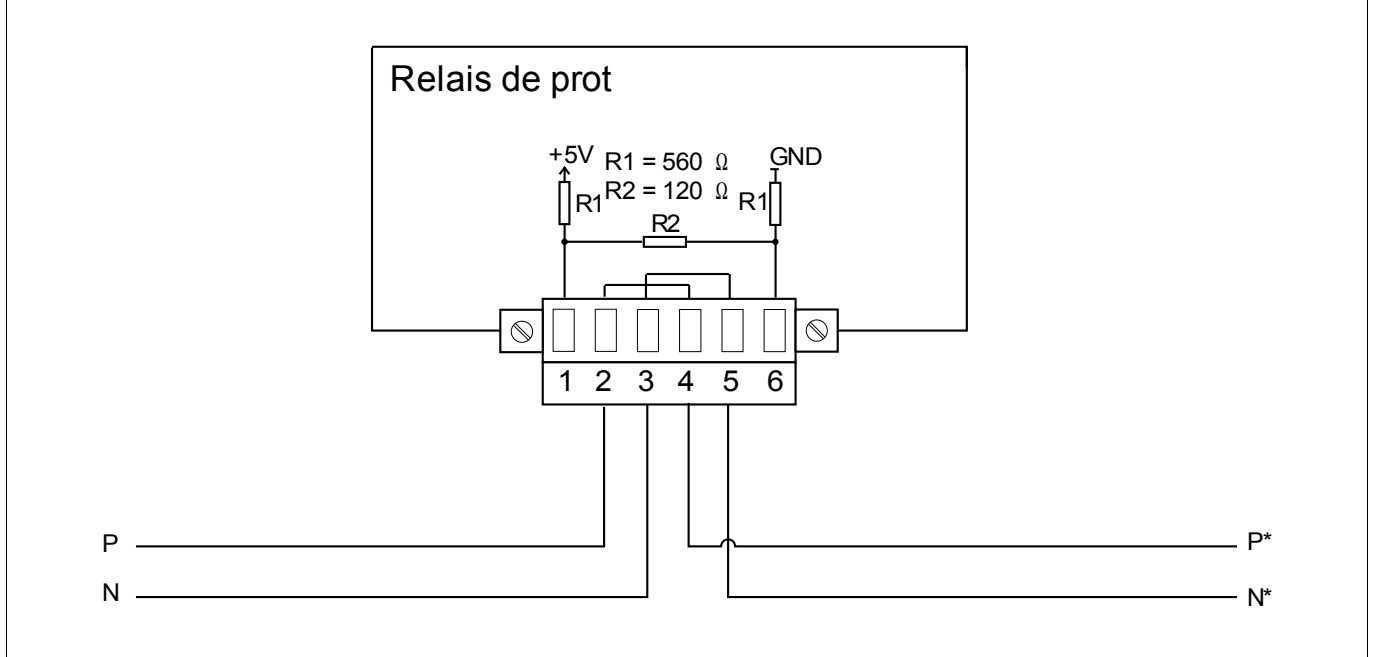 Relais de prot
+5V R1 = 560 Ω GND
R1 R2 = 120 Ω R1
R2
1 2 3 4 5 6
P P*
N N*